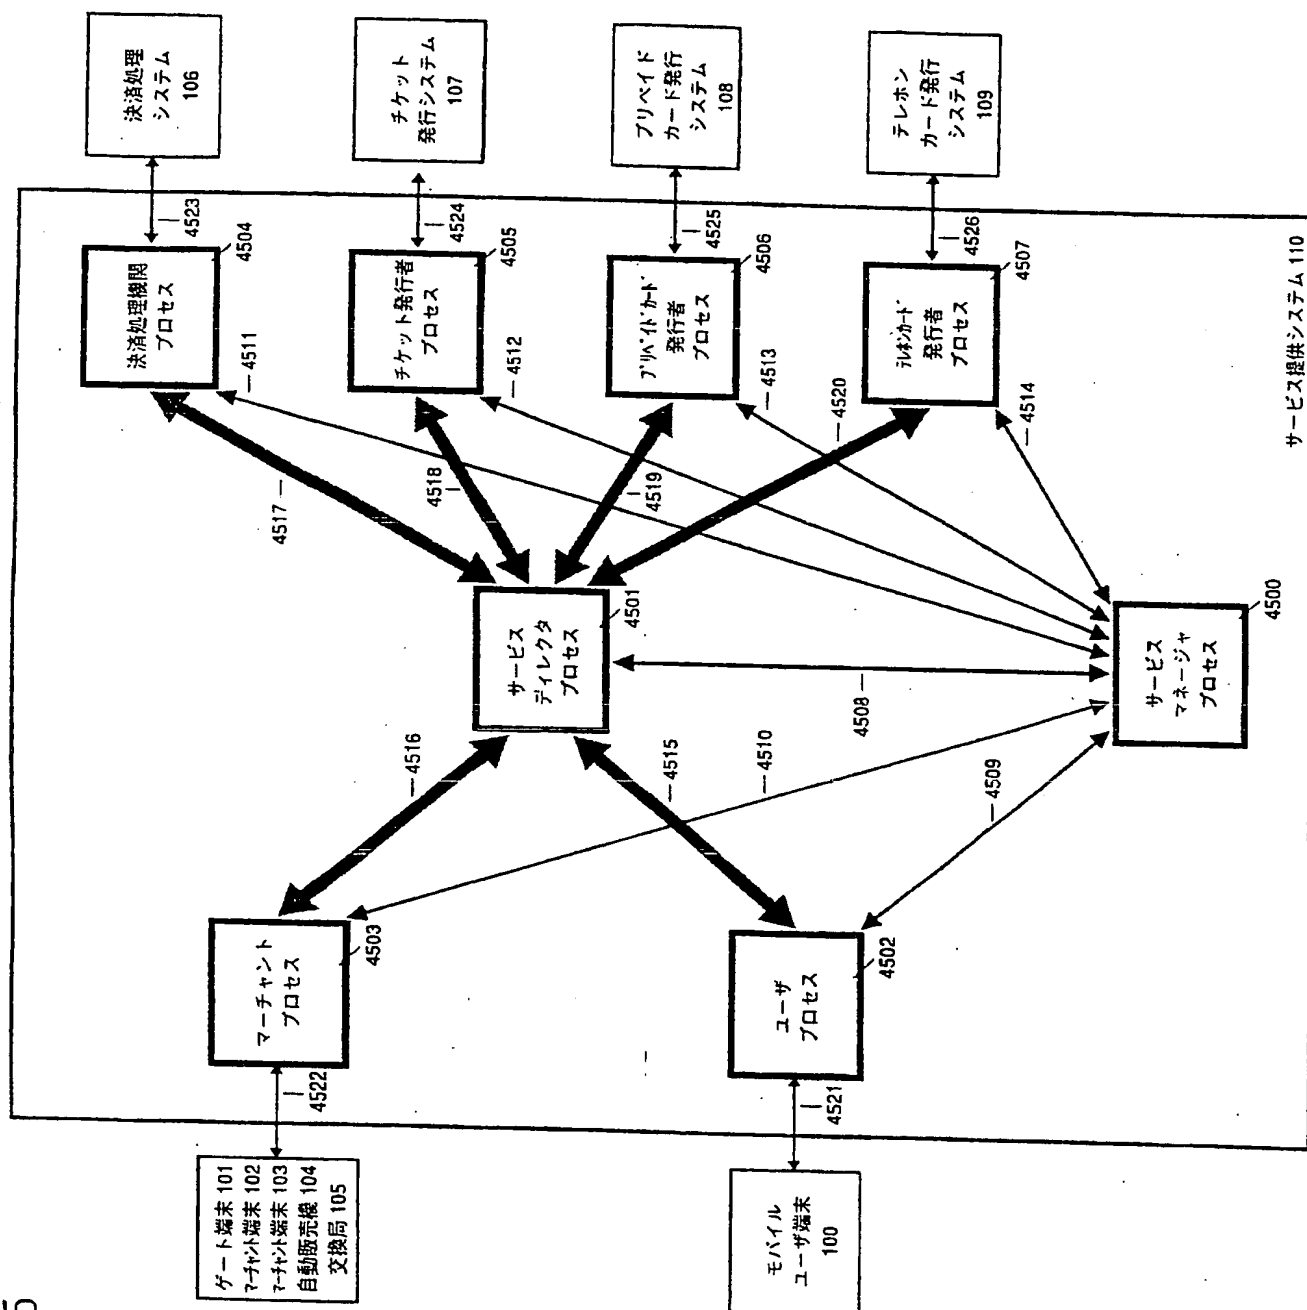 5
決済処理
システム
106
チケット
発行システム
107
プリペイド
カード発行
システム
108
テレホン
カード発行
システム
109
4523
4524
4525
4526
決済処理機関
プロセス
4504
チケット発行者
プロセス
4505
プリペイドカード
発行者
プロセス
4506
テレホンカード
発行者
プロセス
4507
4511
4512
4513
4514
4517
4518
4519
4520
サービス
ディレクタ
プロセス
4501
4508
サービス
マネージャ
プロセス
4500
4516
4515
4510
4509
マーチャント
プロセス
4503
ユーザ
プロセス
4502
4522
4521
ゲート端末 101
マーチャント端末 102
マーチャント端末 103
自動販売機 104
交換局 105
モバイル
ユーザ端末
100
サービス提供システム 110